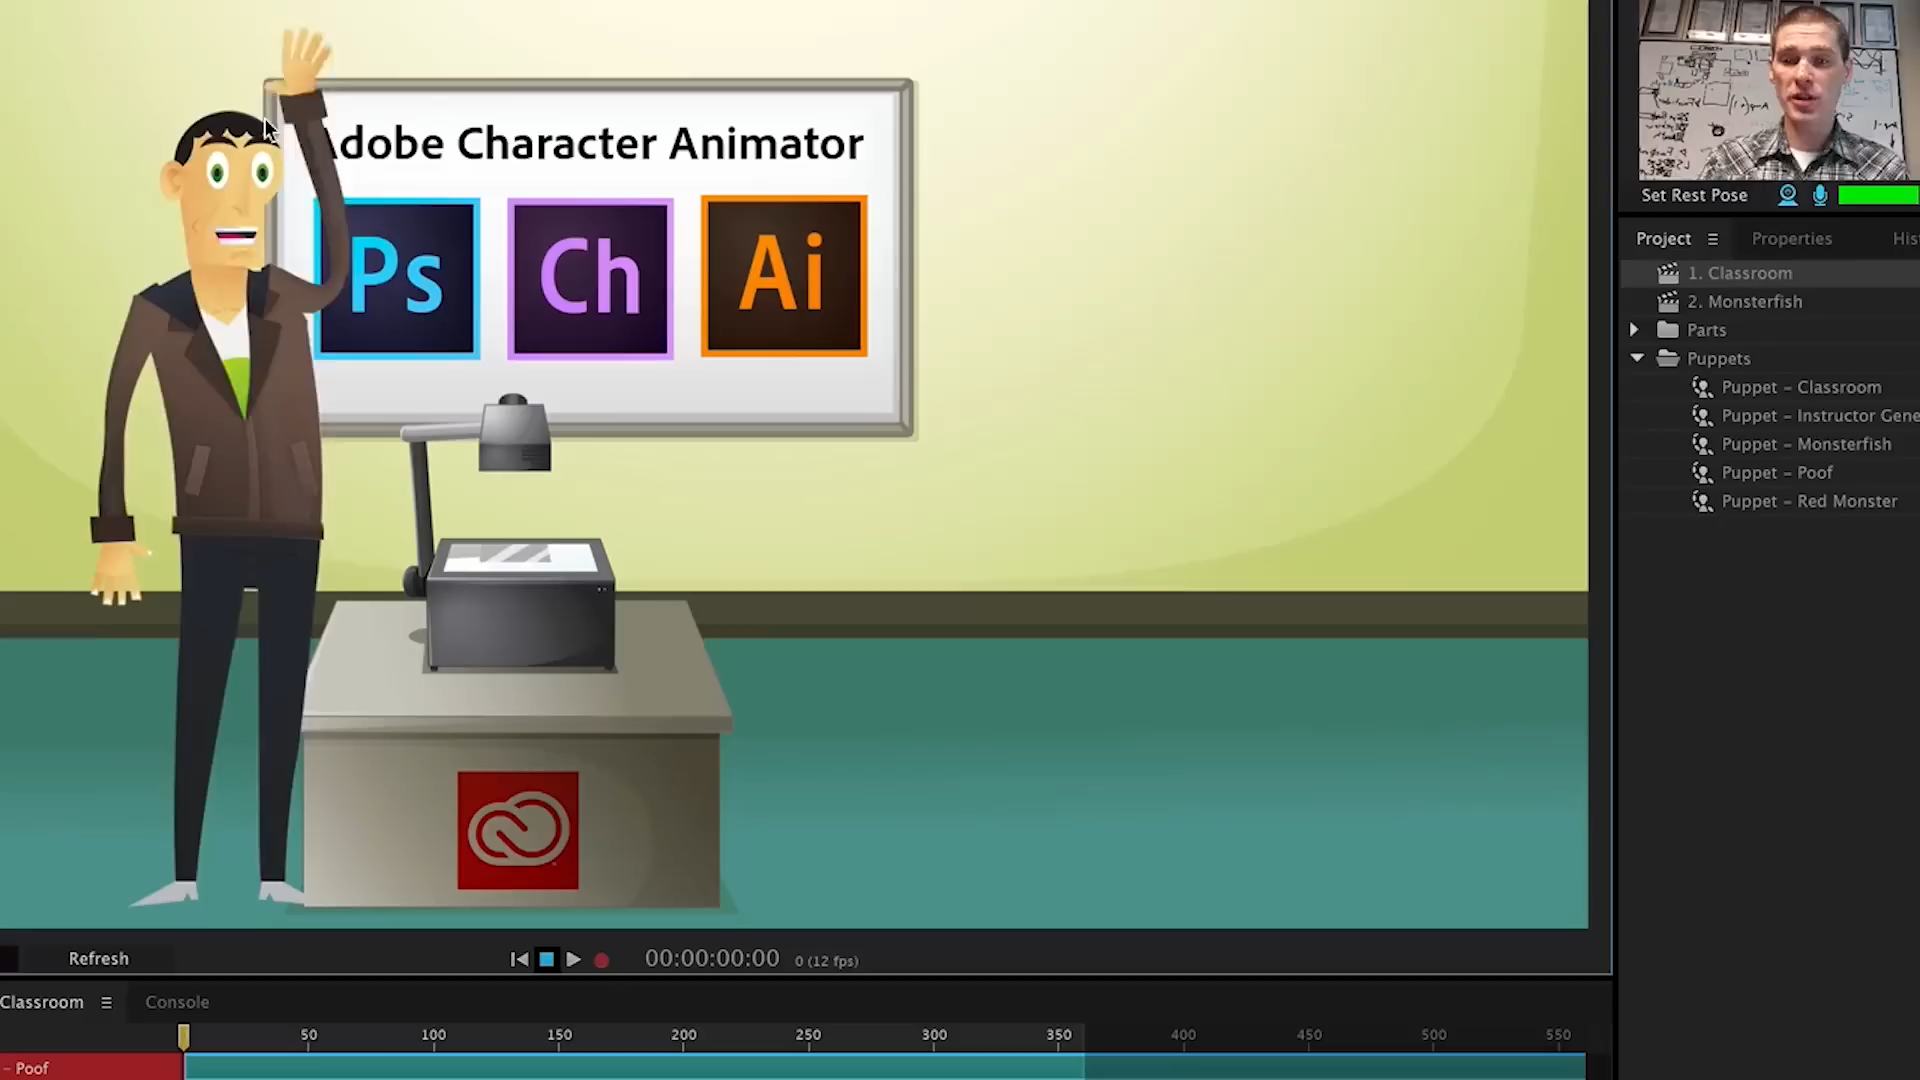 Adobe Character Animator
Ps Ch Ai
Set Rest Pose
Project Properties His
1. Classroom
2. Monsterfish
Parts
Puppets
Puppet – Classroom
Puppet – Instructor Gene
Puppet – Monsterfish
Puppet – Poof
Puppet – Red Monster
Refresh 00:00:00:00 0 (12 fps)
Classroom Console
50 100 150 200 250 300 350 400 450 500 550
– Poof